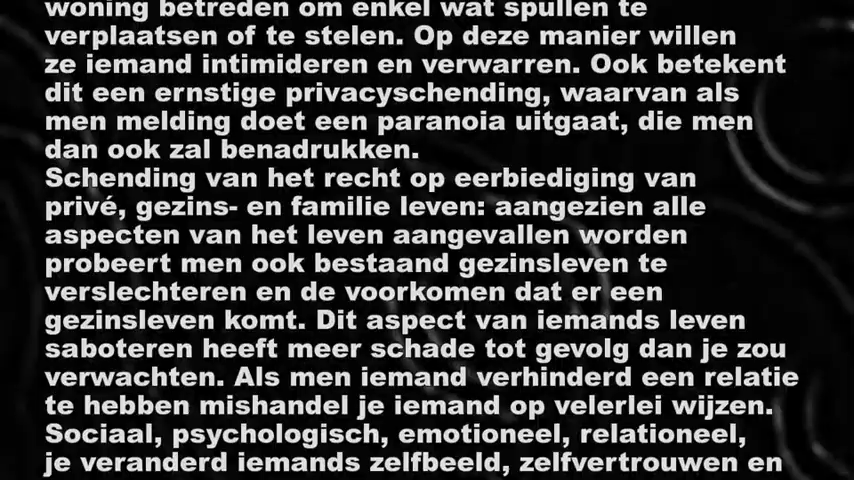 woning betreden om enkel wat spullen te
verplaatsen of te stelen. Op deze manier willen
ze iemand intimideren en verwarren. Ook betekent
dit een ernstige privacyschending, waarvan als
men melding doet een paranoia uitgaat, die men
dan ook zal benadrukken.
Schending van het recht op eerbiediging van
privé, gezins- en familie leven: aangezien alle
aspecten van het leven aangevallen worden
probeert men ook bestaand gezinsleven te
verslechteren en de voorkomen dat er een
gezinsleven komt. Dit aspect van iemands leven
saboteren heeft meer schade tot gevolg dan je zou
verwachten. Als men iemand verhinderd een relatie
te hebben mishandel je iemand op velerlei wijzen.
Sociaal, psychologisch, emotioneel, relationeel,
je veranderd iemands zelfbeeld, zelfvertrouwen en